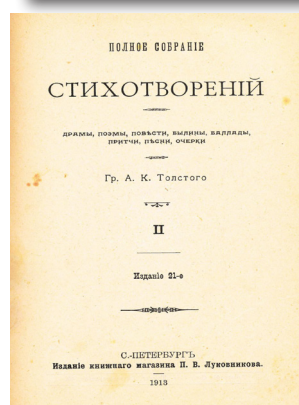 ПОЛНОЕ СОБРАНІЕ
СТИХОТВОРЕНІЙ
ДРАМЫ, ПОЭМЫ, ПОВѢСТИ, БЫЛИНЫ, БАЛЛАДЫ,
ПРИТЧИ, ПѢСНИ, ОЧЕРКИ
Гр. А. К. Толстого
II
Изданіе 21-е
С.-ПЕТЕРБУРГЪ
Изданіе книжнаго магазина П. В. Луковникова.
1913